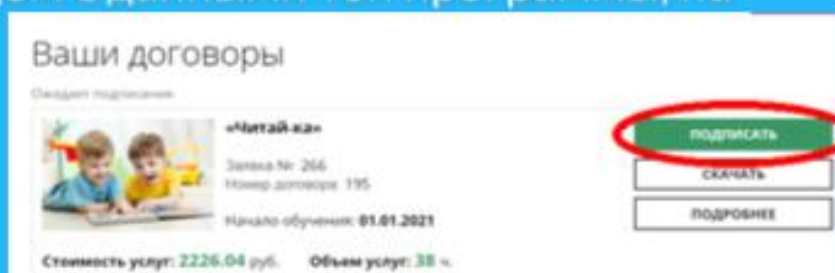 Ваши договоры
Ожидает подписания
«Читай-ка»
Заявка № 266
Номер договора 195
Начало обучения: 01.01.2021
Стоимость услуг: 2226.04 руб. Объем услуг: 38 ч.
ПОДПИСАТЬ
СКАЧАТЬ
ПОДРОБНЕЕ